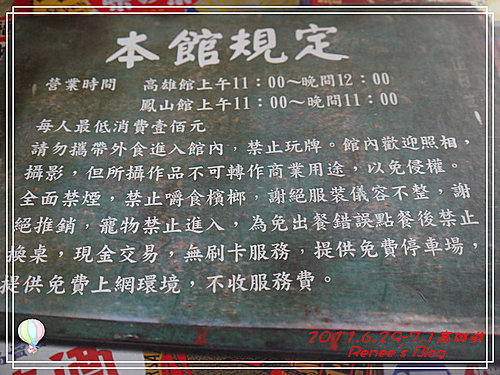 本館規定
營業時間 高雄館上午11：00～晚間12：00
鳳山館上午11：00～晚間11：00
每人最低消費壹佰元
請勿攜帶外食進入館內，禁止玩牌。館內歡迎照相，
攝影，但所攝作品不可轉作商業用途，以免侵權。
全面禁煙，禁止嚼食檳榔，謝絕服裝儀容不整，謝
絕推銷，寵物禁止進入，為免出餐錯誤點餐後禁止
換桌，現金交易，無刷卡服務，提供免費停車場，
提供免費上網環境，不收服務費。
Renee's Blog